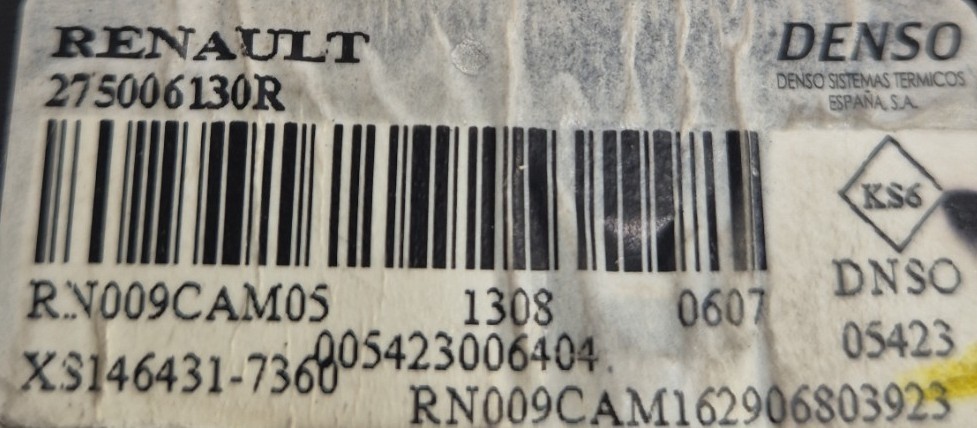 RENAULT
275006130R
DENSO
DENSO SISTEMAS TERMICOS
ESPAÑA, S.A.
KS6
DNSO
05423
RN009CAM05 1308 0607
005423006404
XS146431-7360
RN009CAM162906803923